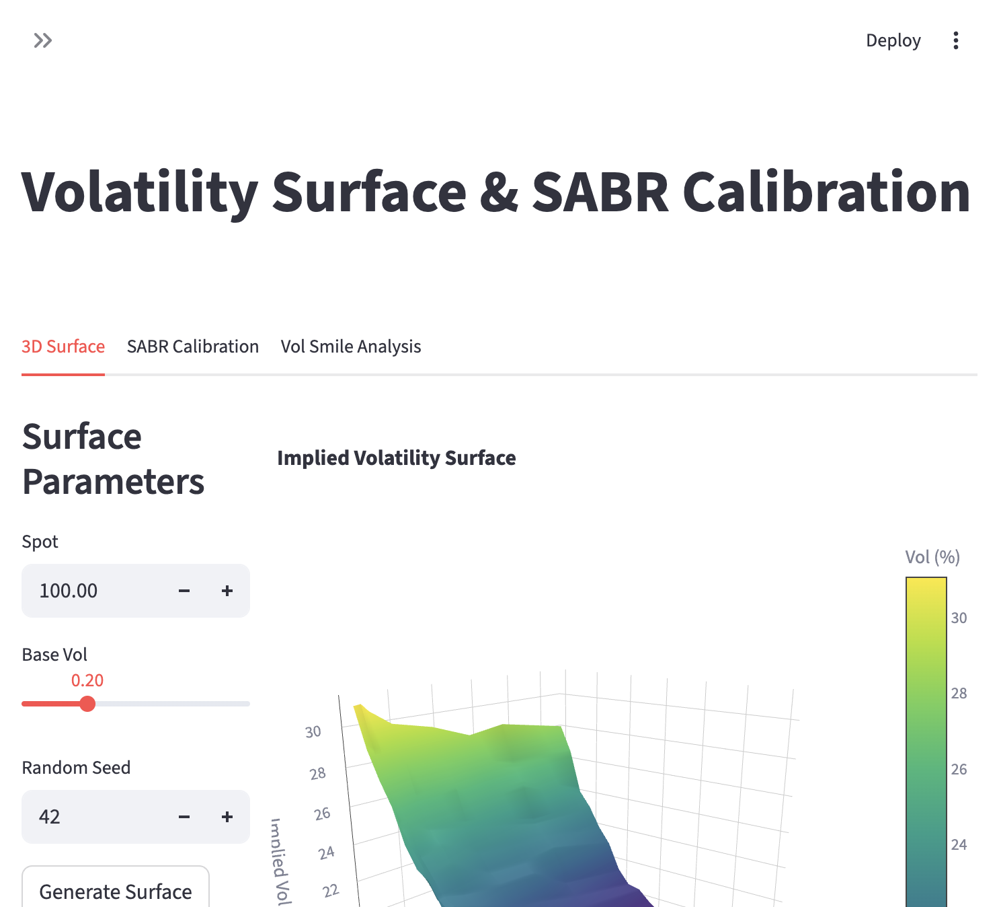 Deploy
Volatility Surface & SABR Calibration
3D Surface SABR Calibration Vol Smile Analysis
Surface
Parameters
Implied Volatility Surface
Spot
100.00
Base Vol
0.20
Random Seed
42
Generate Surface
Vol (%)
30
28
26
24
30
28
26
24
22
Implied Vol